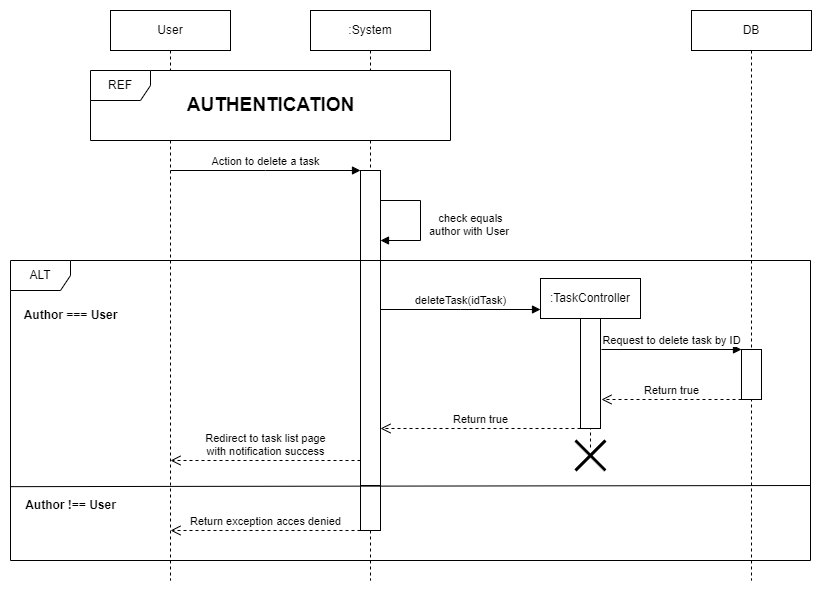 User
:System
DB
REF
AUTHENTICATION
Action to delete a task
check equals
author with User
ALT
:TaskController
deleteTask(idTask)
Author === User
Request to delete task by ID
Return true
Return true
Redirect to task list page
with notification success
Author !== User
Return exception acces denied